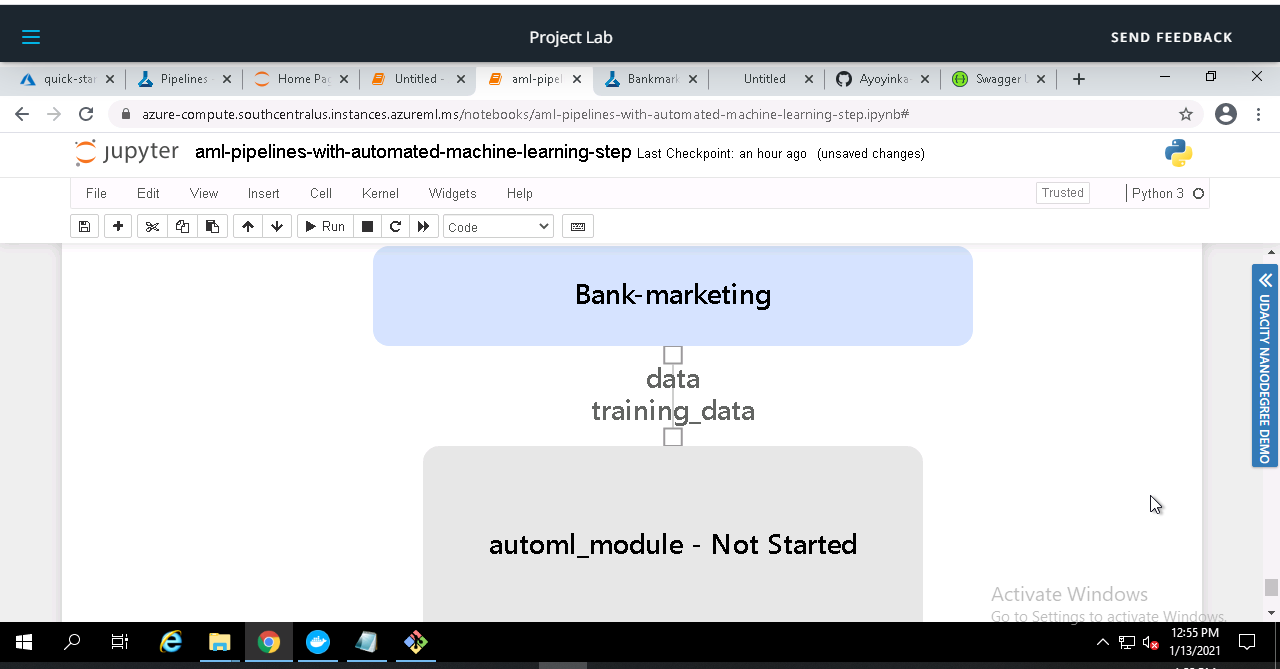 Project Lab
SEND FEEDBACK
quick-star
Pipelines -
Home Pag
Untitled -
aml-pipel
Bankmark
Untitled
Ayoyinka-
Swagger U
azure-compute.southcentralus.instances.azureml.ms/notebooks/aml-pipelines-with-automated-machine-learning-step.ipynb#
jupyter
aml-pipelines-with-automated-machine-learning-step Last Checkpoint: an hour ago (unsaved changes)
File Edit View Insert Cell Kernel Widgets Help
Trusted
Python 3
Run
Code
Bank-marketing
data
training_data
automl_module - Not Started
UDACITY NANODEGREE DEMO
Activate Windows
Go to Settings to activate Windows.
12:55 PM
1/13/2021